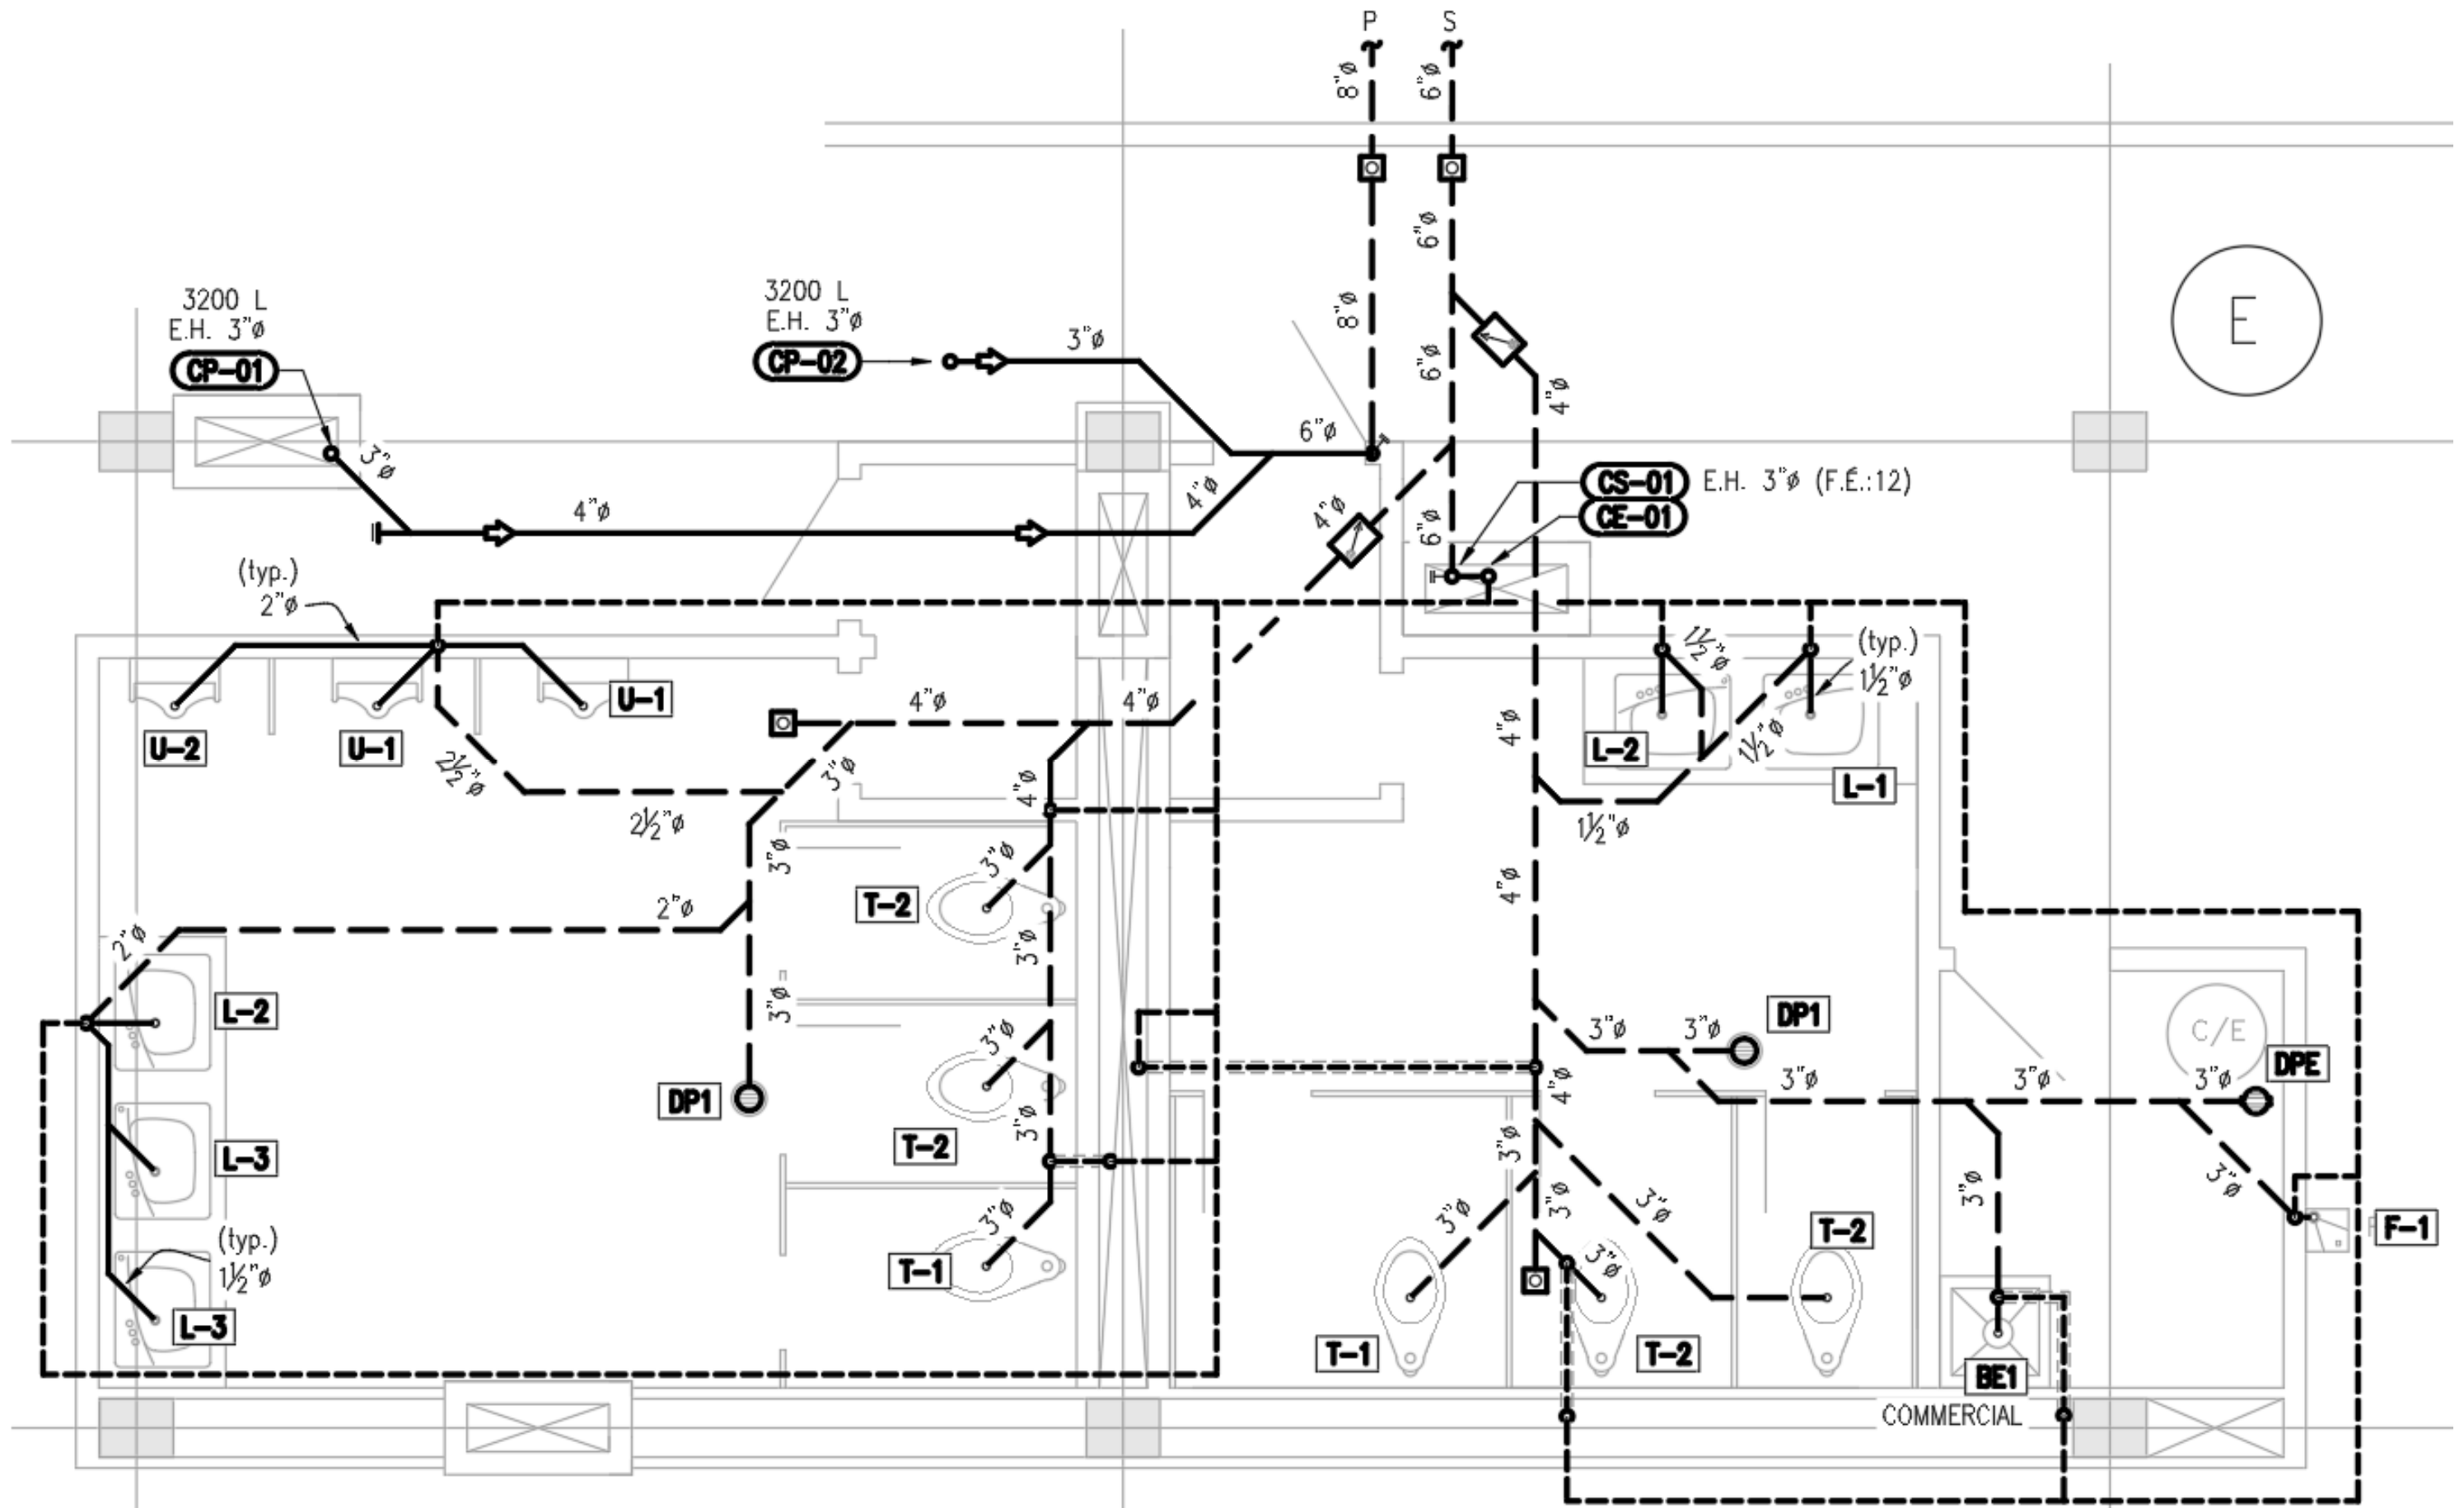 P
S
8"ø
6"ø
6"ø
3200 L
E.H. 3"ø
CP-01
3200 L
E.H. 3"ø
CP-02
3"ø
8"ø
6"ø
E
4"ø
3"ø
6"ø
4"ø
4"ø
4"ø
6"ø
CS-01
E.H. 3"ø (F.É.:12)
CE-01
(typ.)
2"ø
U-1
U-2
U-1
2½"ø
4"ø
4"ø
3"ø
2½"ø
4"ø
4"ø
1½"ø
(typ.)
1½"ø
L-2
1½"ø
L-1
1½"ø
3"ø
3"ø
T-2
2"ø
2"ø
3"ø
4"ø
L-2
3"ø
3"ø
DP1
T-2
3"ø
3"ø
3"ø
DP1
4"ø
3"ø
3"ø
3"ø
DPE
C/E
L-3
3"ø
3"ø
3"ø
3"ø
3"ø
3"ø
T-2
F-1
(typ.)
1½"ø
L-3
3"ø
T-1
3"ø
T-1
T-2
BE1
COMMERCIAL